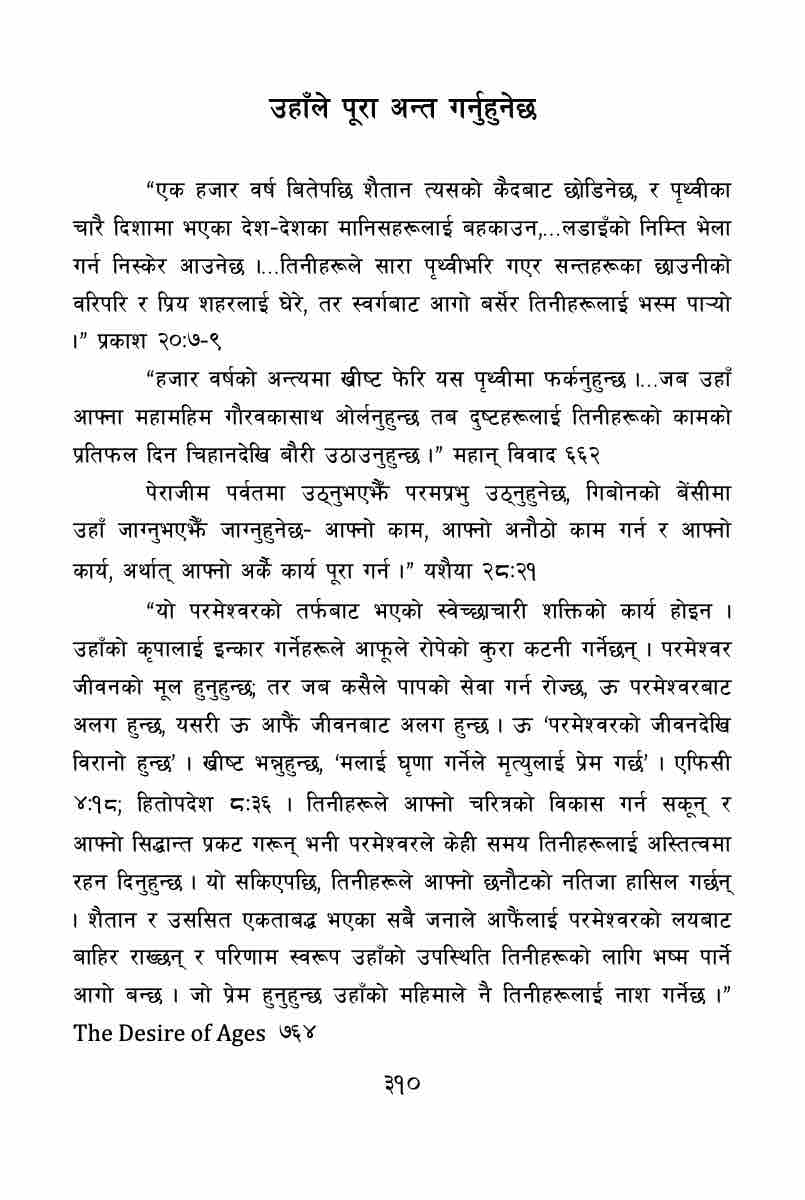 उहाँले पूरा अन्त गर्नुहुनेछ
“एक हजार वर्ष बितेपछि शैतान त्यसको कैदबाट छोडिनेछ, र पृथ्वीका
चारै दिशामा भएका देश-देशका मानिसहरूलाई बहकाउन,...लडाइँको निम्ति भेला
गर्न निस्केर आउनेछ ।...तिनीहरूले सारा पृथ्वीभरि गएर सन्तहरूका छाउनीको
वरिपरि र प्रिय शहरलाई घेरे, तर स्वर्गबाट आगो बर्सेर तिनीहरूलाई भस्म पाऱ्यो
।” प्रकाश २०:७-९
“हजार वर्षको अन्त्यमा ख्रीष्ट फेरि यस पृथ्वीमा फर्कनुहुन्छ ।...जब उहाँ
आफ्ना महामहिम गौरवकासाथ ओर्लनुहुन्छ तब दुष्टहरूलाई तिनीहरूको कामको
प्रतिफल दिन चिहानदेखि बौरी उठाउनुहुन्छ ।” महान् विवाद ६६२
पेराजीम पर्वतमा उठ्नुभएझैँ परमप्रभु उठ्नुहुनेछ, गिबोनको बेंसीमा
उहाँ जाग्नुभएझैँ जाग्नुहुनेछ- आफ्नो काम, आफ्नो अनौठो काम गर्न र आफ्नो
कार्य, अर्थात् आफ्नो अर्कै कार्य पूरा गर्न ।” यशैया २८:२१
“यो परमेश्वरको तर्फबाट भएको स्वेच्छाचारी शक्तिको कार्य होइन ।
उहाँको कृपालाई इन्कार गर्नेहरूले आफूले रोपेको कुरा कटनी गर्नेछन् । परमेश्वर
जीवनको मूल हुनुहुन्छ; तर जब कसैले पापको सेवा गर्न रोज्छ, ऊ परमेश्वरबाट
अलग हुन्छ, यसरी ऊ आफैं जीवनबाट अलग हुन्छ । ऊ ‘परमेश्वरको जीवनदेखि
विरानो हुन्छ’ । ख्रीष्ट भन्नुहुन्छ, ‘मलाई घृणा गर्नेले मृत्युलाई प्रेम गर्छ’ । एफिसी
४:१८; हितोपदेश ८:३६ । तिनीहरूले आफ्नो चरित्रको विकास गर्न सकून् र
आफ्नो सिद्धान्त प्रकट गरून् भनी परमेश्वरले केही समय तिनीहरूलाई अस्तित्वमा
रहन दिनुहुन्छ । यो सकिएपछि, तिनीहरूले आफ्नो छनौटको नतिजा हासिल गर्छन्
। शैतान र उससित एकताबद्ध भएका सबै जनाले आफैंलाई परमेश्वरको लयबाट
बाहिर राख्छन् र परिणाम स्वरूप उहाँको उपस्थिति तिनीहरूको लागि भष्म पार्ने
आगो बन्छ । जो प्रेम हुनुहुन्छ उहाँको महिमाले नै तिनीहरूलाई नाश गर्नेछ ।”
The Desire of Ages ७६४
३१०